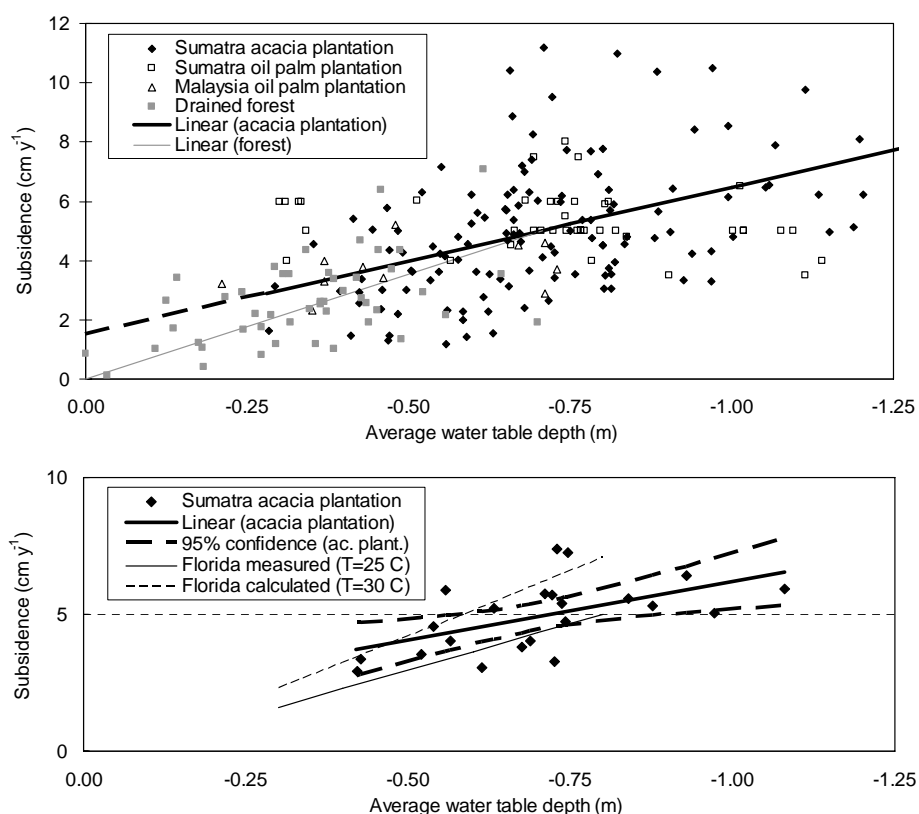 12
10
8
6
4
2
0
Subsidence (cm y⁻¹)
Sumatra acacia plantation
Sumatra oil palm plantation
Malaysia oil palm plantation
Drained forest
Linear (acacia plantation)
Linear (forest)
0.00 -0.25 -0.50 -0.75 -1.00 -1.25
Average water table depth (m)
10
5
0
Subsidence (cm y⁻¹)
Sumatra acacia plantation
Linear (acacia plantation)
95% confidence (ac. plant.)
Florida measured (T=25 C)
Florida calculated (T=30 C)
0.00 -0.25 -0.50 -0.75 -1.00 -1.25
Average water table depth (m)